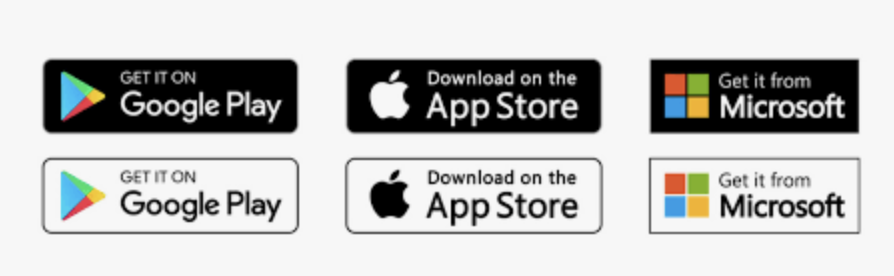 GET IT ON
Google Play
Download on the
App Store
Get it from
Microsoft
GET IT ON
Google Play
Download on the
App Store
Get it from
Microsoft